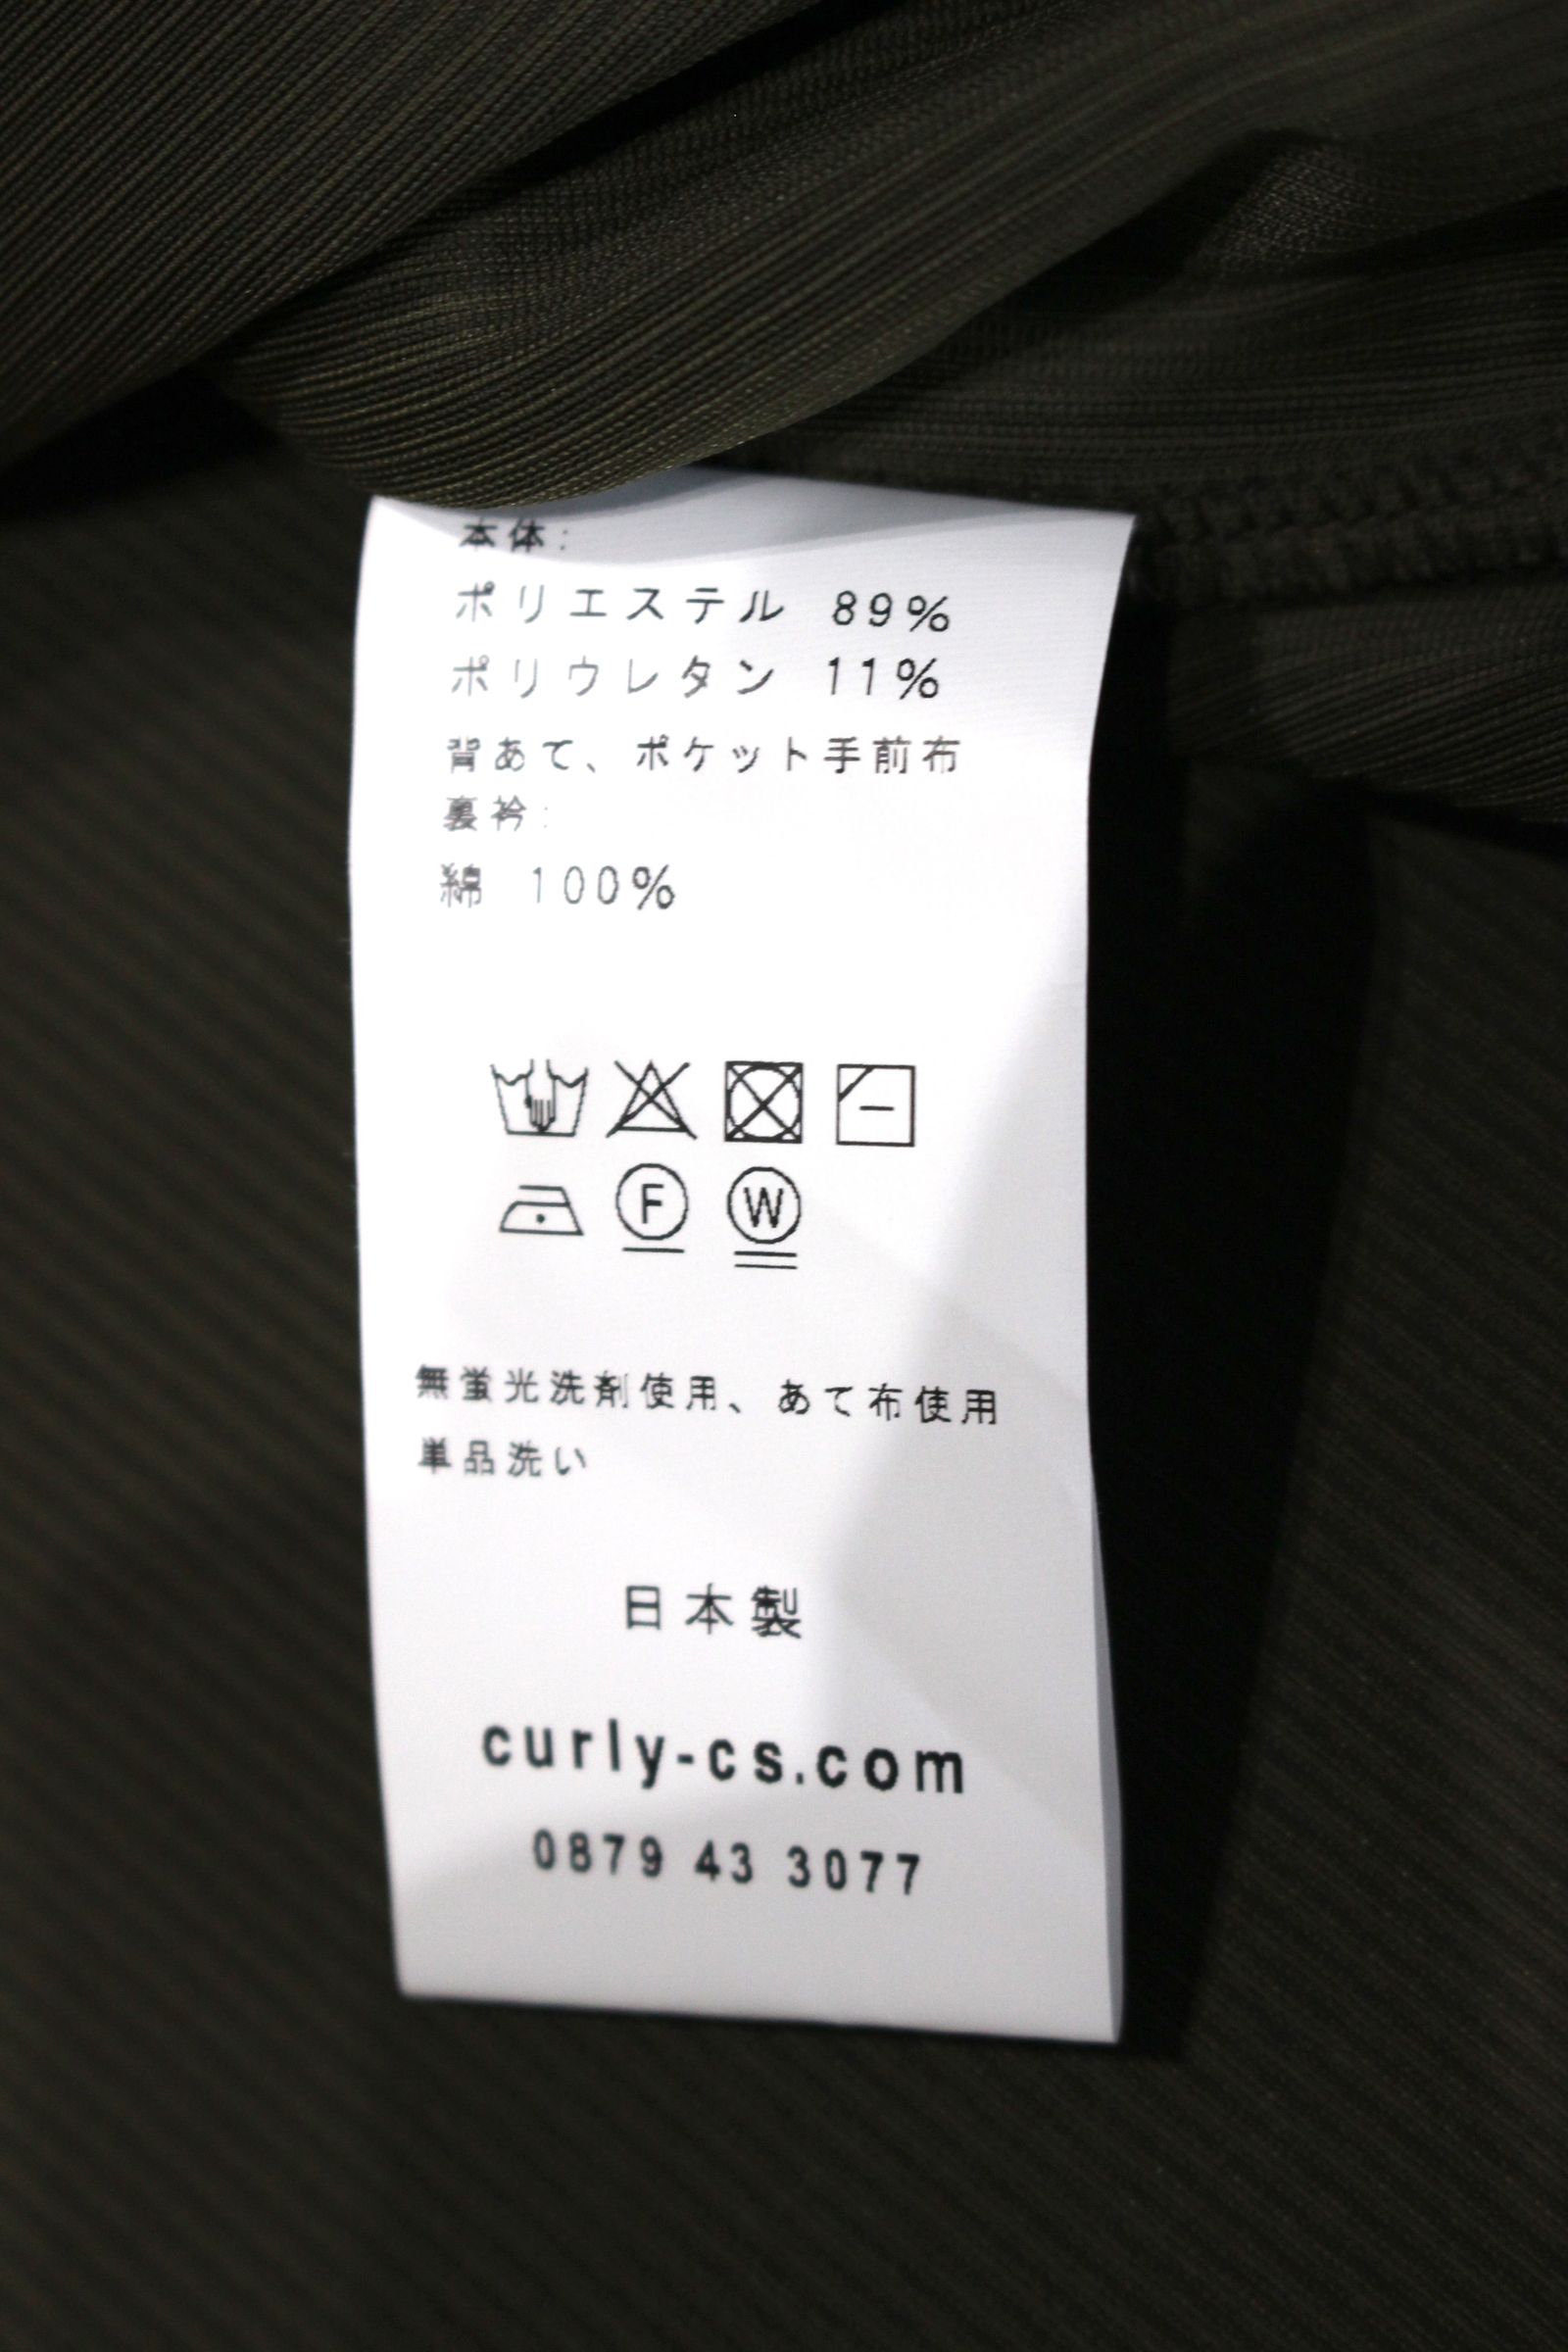 本体:
ポリエステル 89%
ポリウレタン 11%
背あて、ポケット手前布
裏衿:
綿 100%
F W
無蛍光洗剤使用、あて布使用
単品洗い
日本製
curly-cs.com
0879 43 3077